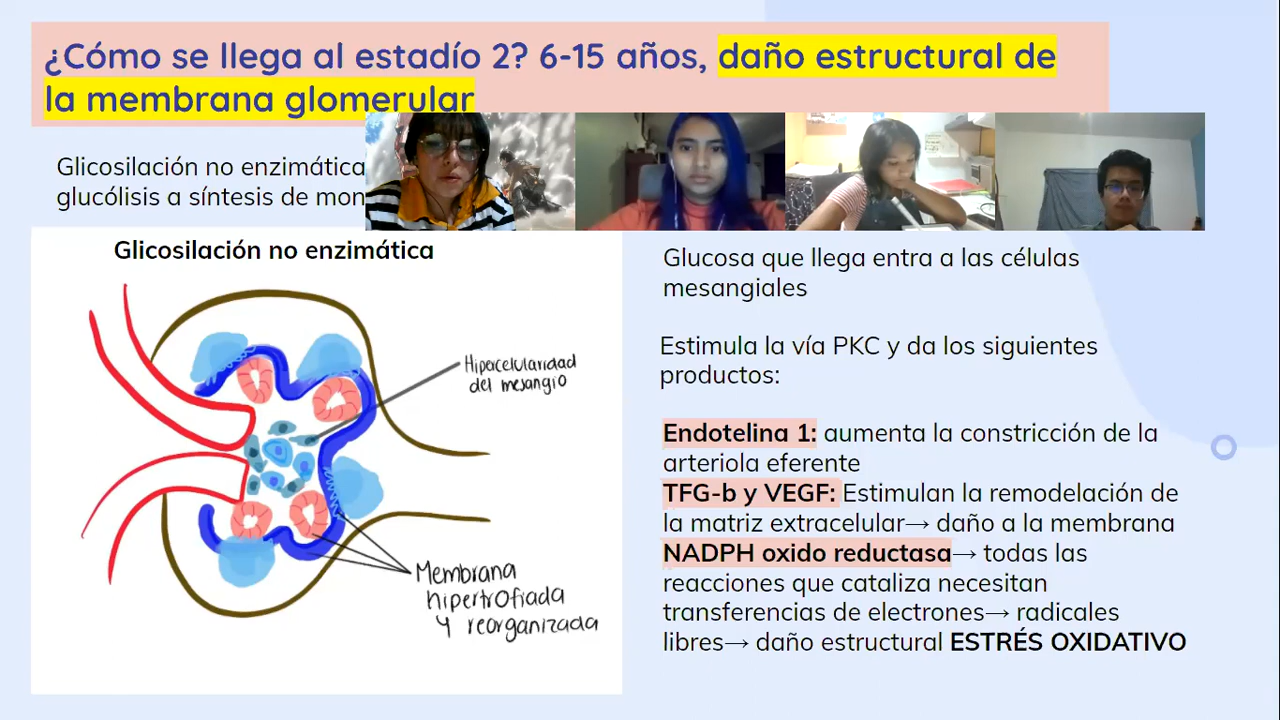 ¿Cómo se llega al estadío 2? 6-15 años, daño estructural de
la membrana glomerular
Glicosilación no enzimática
glucólisis a síntesis de
Glicosilación no enzimática
Hipercelularidad
del mesangio
Membrana
hipertrofiada
y reorganizada
Glucosa que llega entra a las células
mesangiales
Estimula la vía PKC y da los siguientes
productos:
Endotelina 1: aumenta la constricción de la
arteriola eferente
TFG-b y VEGF: Estimulan la remodelación de
la matriz extracelular→ daño a la membrana
NADPH oxido reductasa→ todas las
reacciones que cataliza necesitan
transferencias de electrones→ radicales
libres→ daño estructural ESTRÉS OXIDATIVO